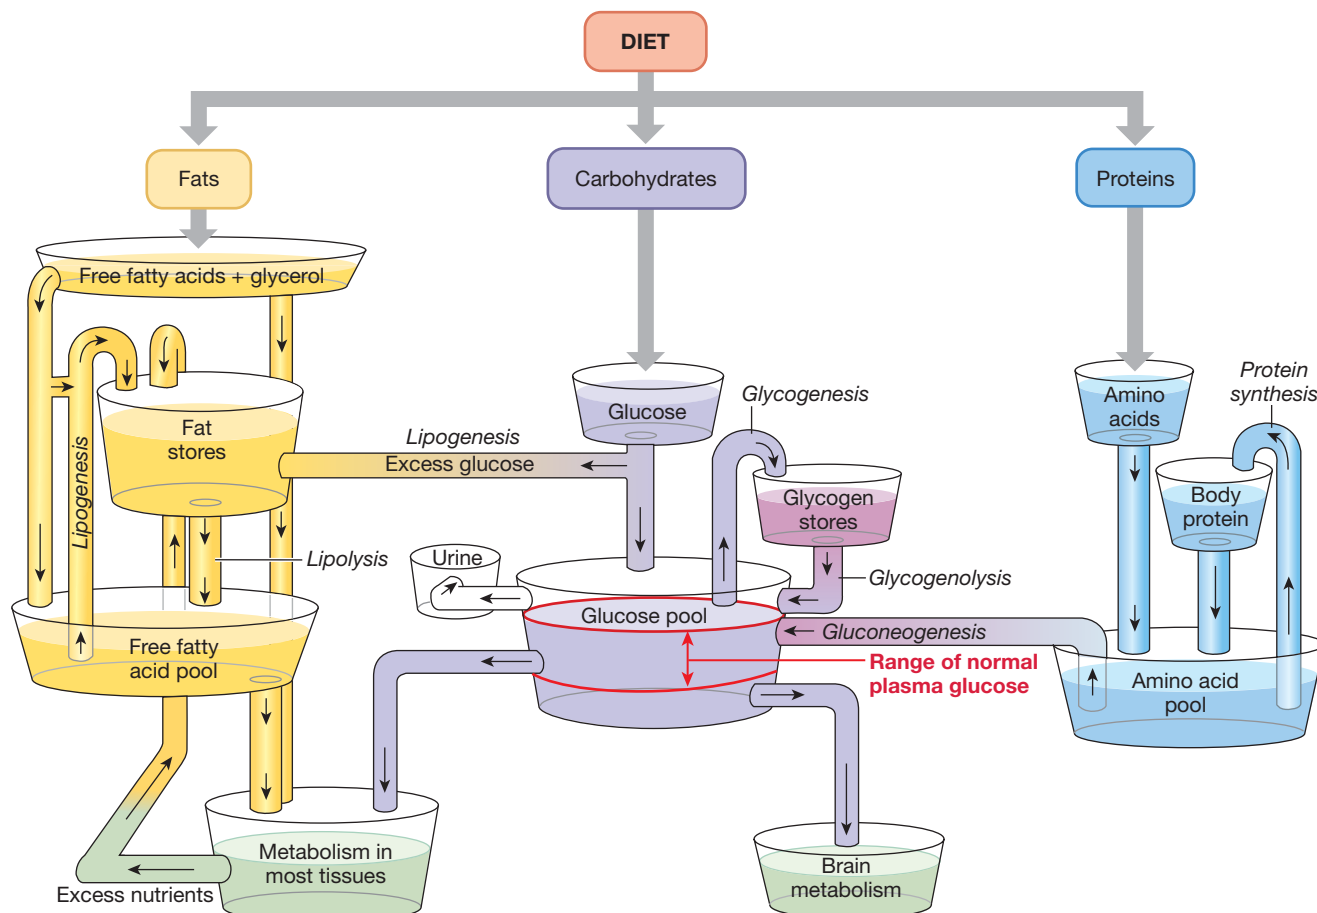 DIET
Fats
Carbohydrates
Proteins
Free fatty acids + glycerol
Glucose
Glycogenesis
Amino
acids
Protein
synthesis
Fat
stores
Lipogenesis
Lipogenesis
Excess glucose
Glycogen
stores
Body
protein
Lipolysis
Urine
Glycogenolysis
Glucose pool
Gluconeogenesis
Free fatty
acid pool
Range of normal
plasma glucose
Amino acid
pool
Metabolism in
most tissues
Brain
metabolism
Excess nutrients